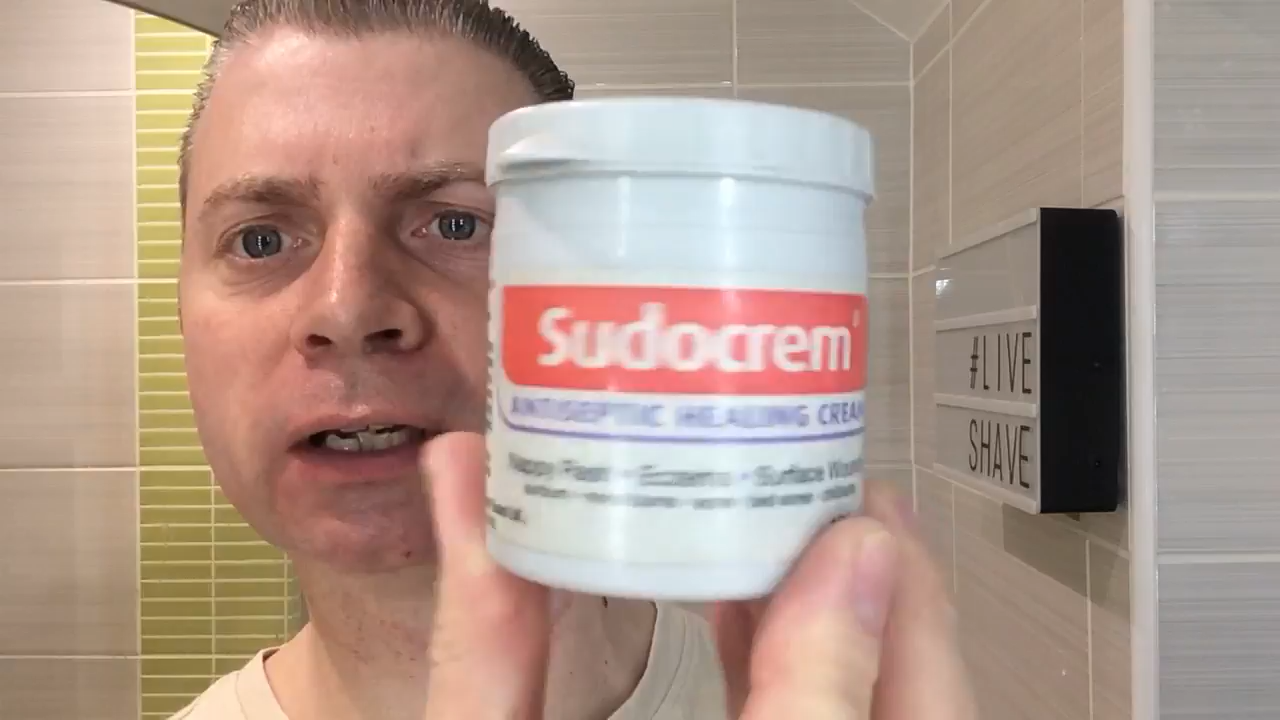 Sudocrem
ANTISEPTIC HEALING CREAM
Nappy Rash • Eczema • Surface Wounds
#LIVE
SHAVE